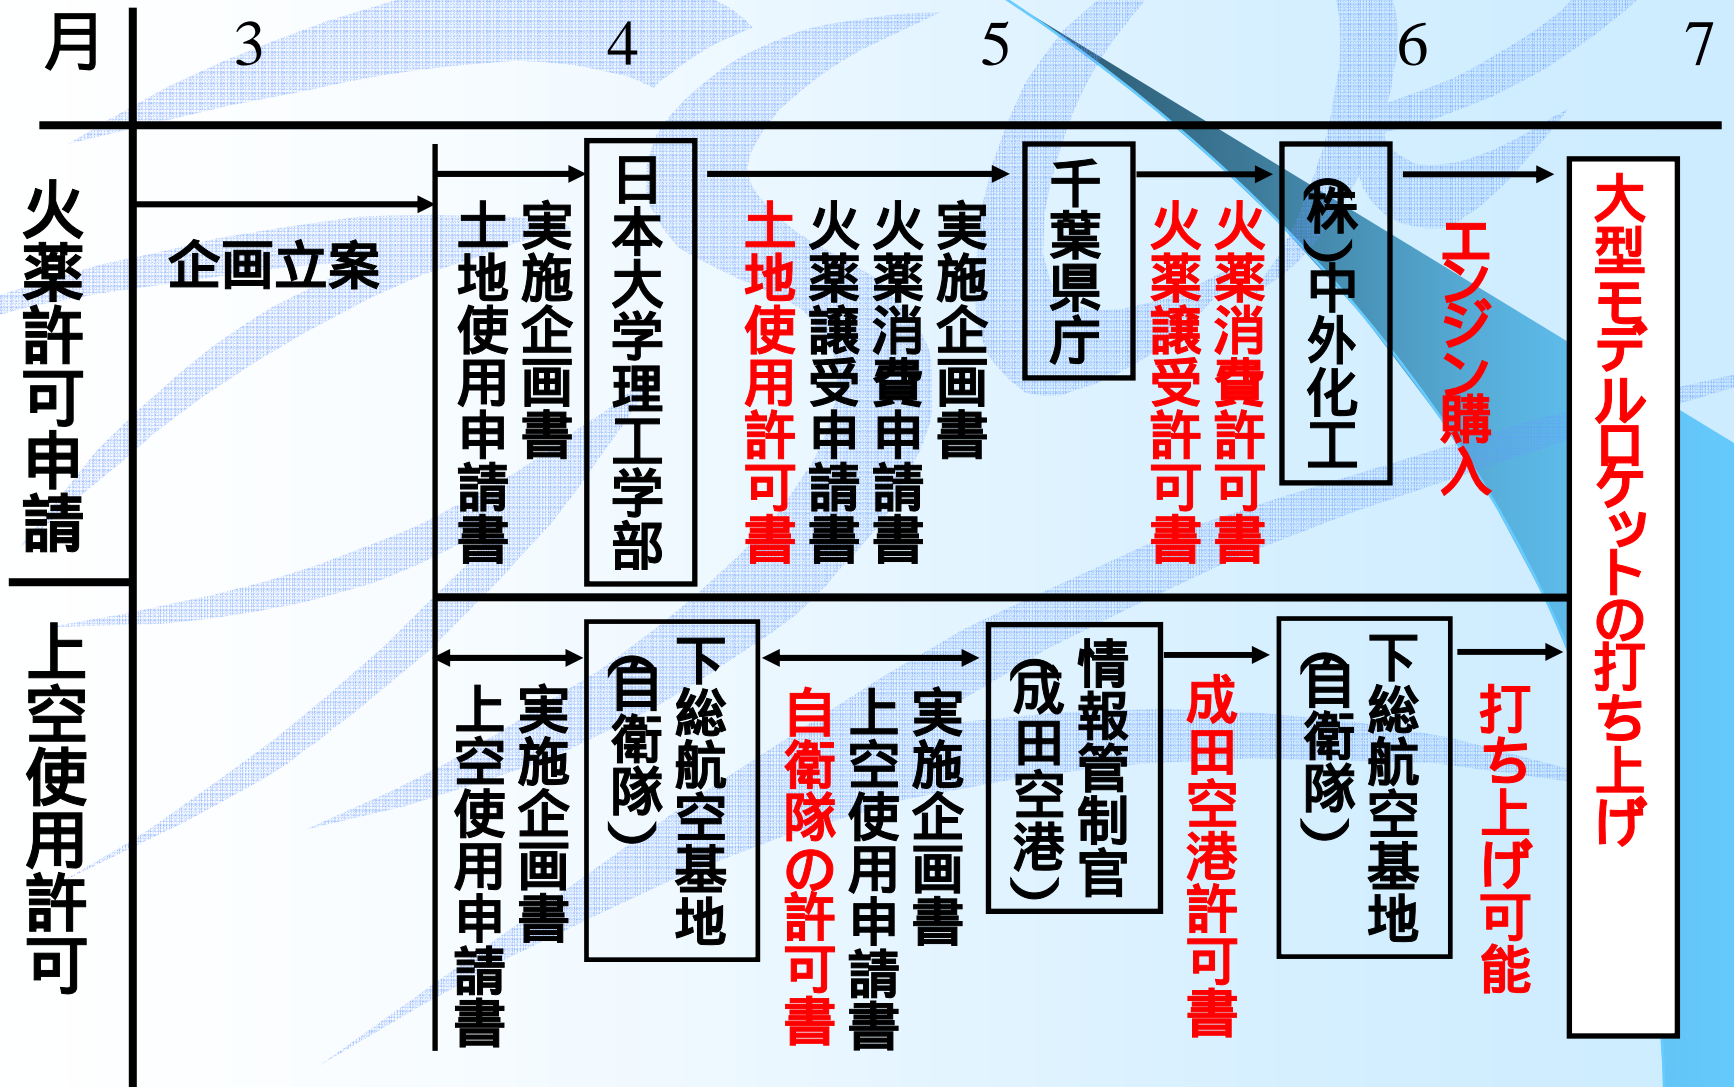 月 3 4 5 6 7
火薬許可申請
企画立案
実施企画書
土地使用申請書
日本大学理工学部
実施企画書
火薬消費申請書
火薬譲受申請書
土地使用許可書
千葉県庁
火薬消費許可書
火薬譲受許可書
(株)中外化工
エンジン購入
大型モデルロケットの打ち上げ
上空使用許可
実施企画書
上空使用申請書
下総航空基地
(自衛隊)
実施企画書
上空使用申請書
自衛隊の許可書
情報管制官
(成田空港)
成田空港許可書
下総航空基地
(自衛隊)
打ち上げ可能